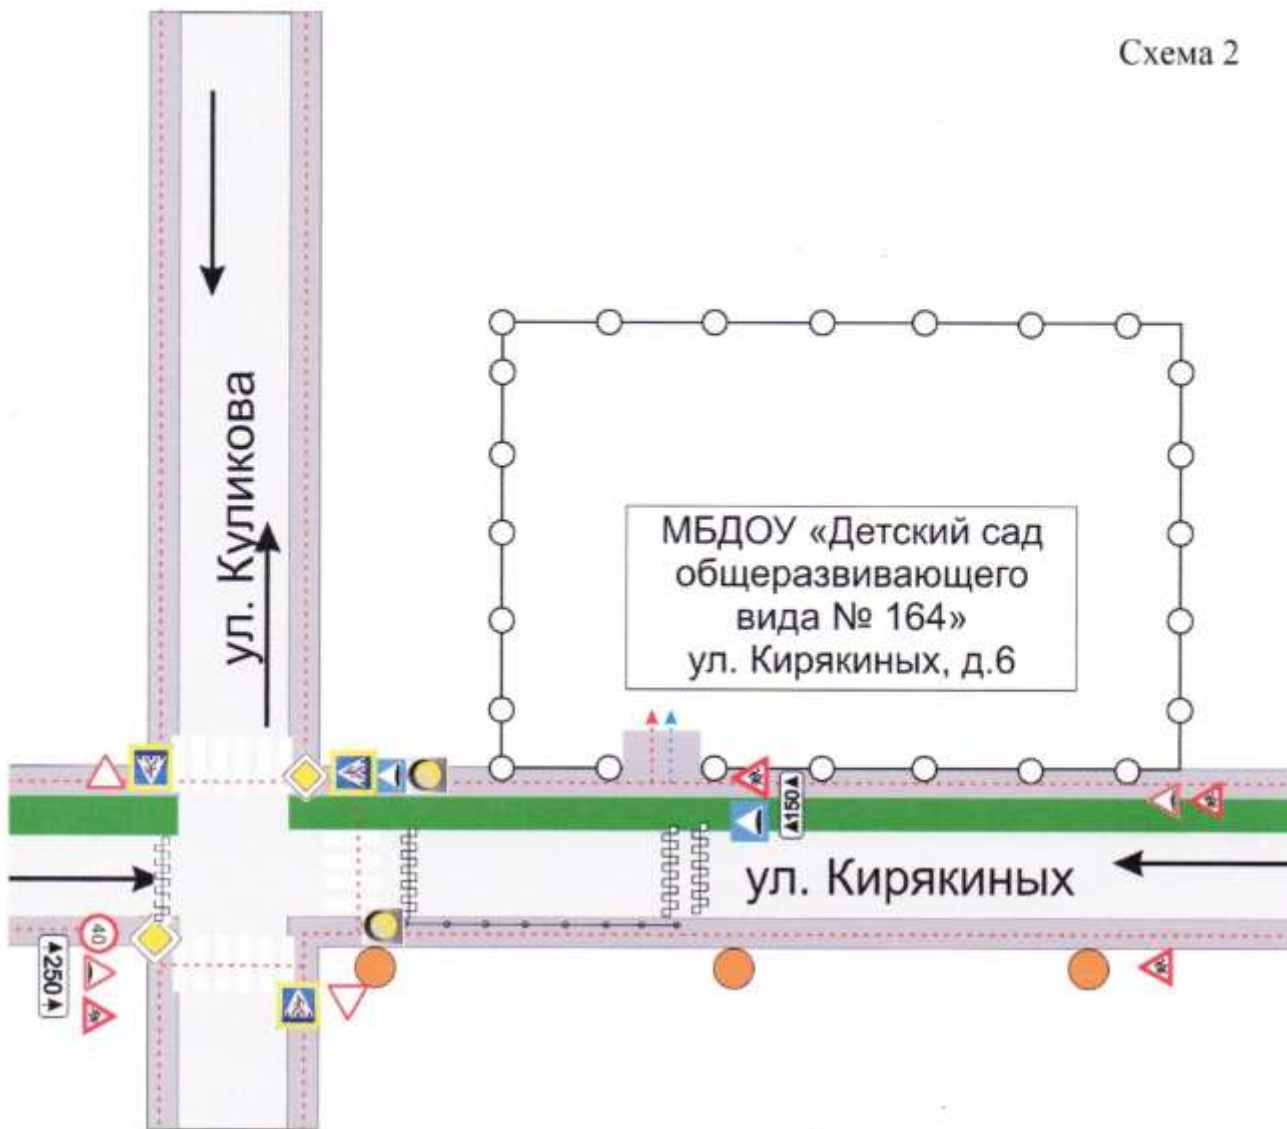 Схема 2
ул. Куликова
МБДОУ «Детский сад
общеразвивающего
вида № 164»
ул. Кирякиных, д.6
150
ул. Кирякиных
40
250